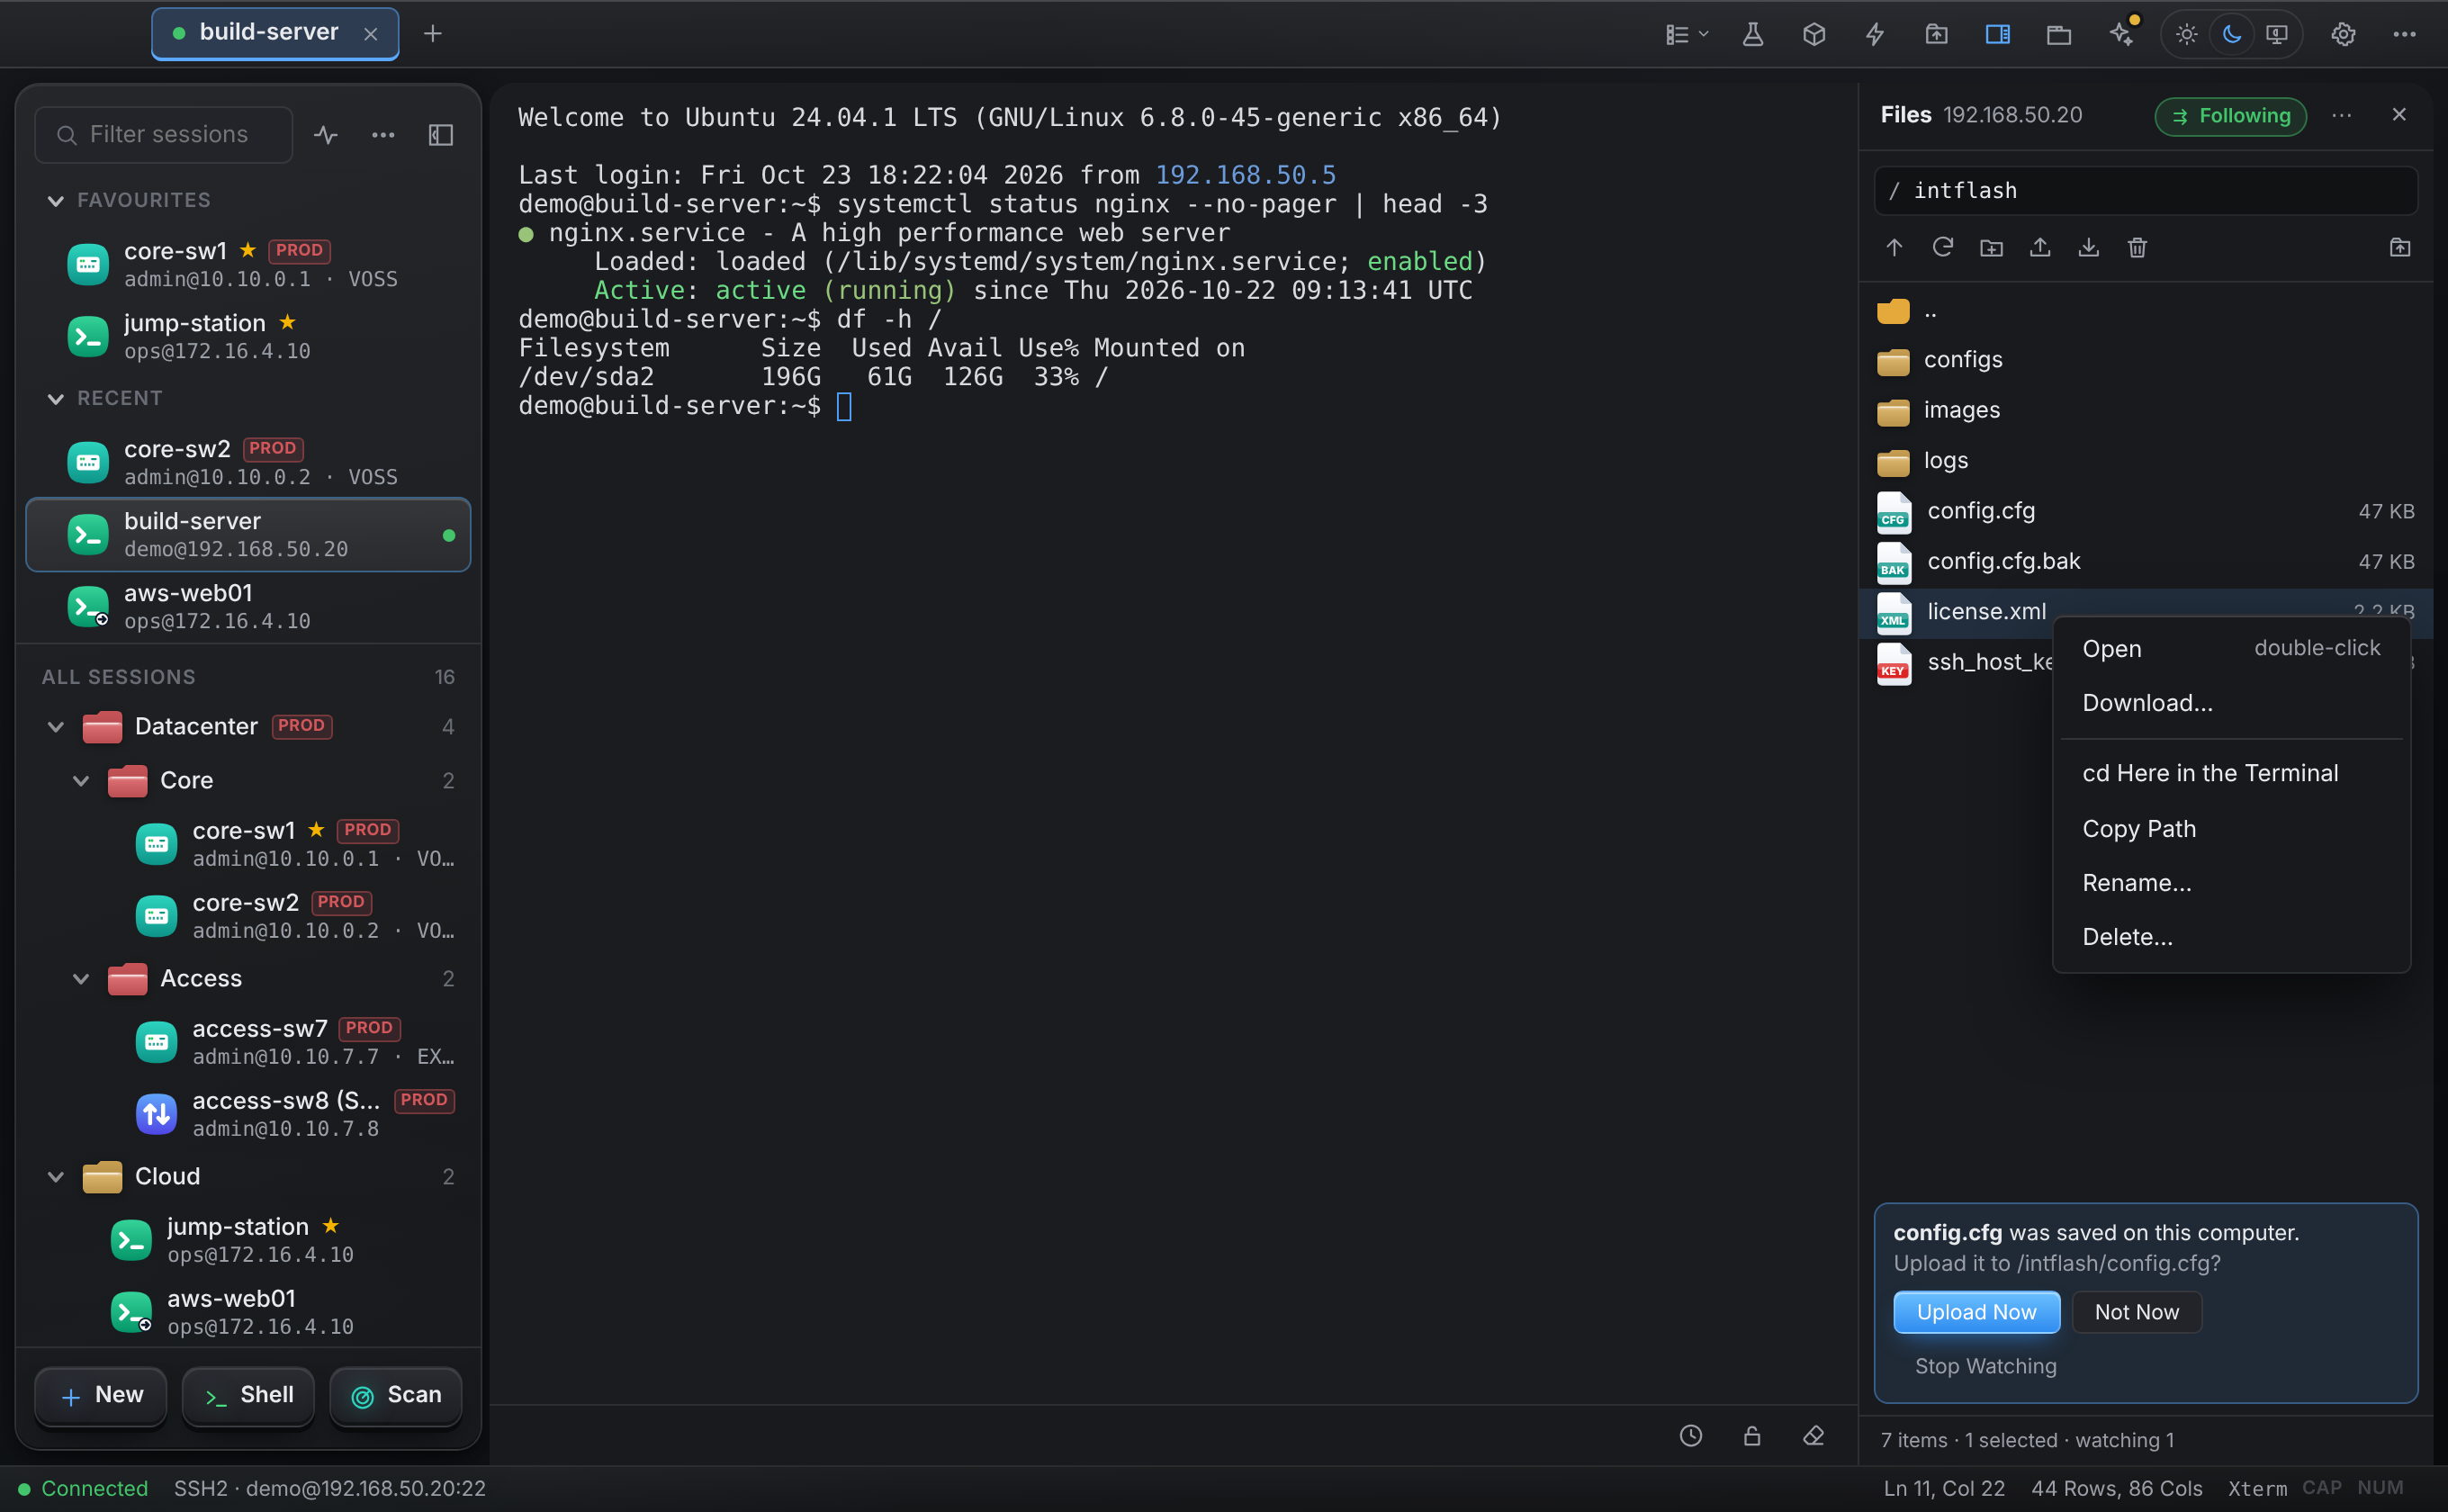 build-server
Filter sessions
FAVOURITES
core-sw1 ★ PROD
admin@10.10.0.1 · VOSS
jump-station ★
ops@172.16.4.10
RECENT
core-sw2 PROD
admin@10.10.0.2 · VOSS
build-server
demo@192.168.50.20
aws-web01
ops@172.16.4.10
ALL SESSIONS 16
Datacenter PROD 4
Core 2
core-sw1 ★ PROD
admin@10.10.0.1 · VO…
core-sw2 PROD
admin@10.10.0.2 · VO…
Access 2
access-sw7 PROD
admin@10.10.7.7 · EX…
access-sw8 (S… PROD
admin@10.10.7.8
Cloud 2
jump-station ★
ops@172.16.4.10
aws-web01
ops@172.16.4.10
New
Shell
Scan
Welcome to Ubuntu 24.04.1 LTS (GNU/Linux 6.8.0-45-generic x86_64)
Last login: Fri Oct 23 18:22:04 2026 from 192.168.50.5
demo@build-server:~$ systemctl status nginx --no-pager | head -3
● nginx.service - A high performance web server
Loaded: loaded (/lib/systemd/system/nginx.service; enabled)
Active: active (running) since Thu 2026-10-22 09:13:41 UTC
demo@build-server:~$ df -h /
Filesystem Size Used Avail Use% Mounted on
/dev/sda2 196G 61G 126G 33% /
demo@build-server:~$
Files 192.168.50.20 Following
/ intflash
..
configs
images
logs
CFG config.cfg 47 KB
BAK config.cfg.bak 47 KB
XML license.xml 2.2 KB
KEY
Open double-click
Download…
cd Here in the Terminal
Copy Path
Rename…
Delete…
config.cfg was saved on this computer.
Upload it to /intflash/config.cfg?
Upload Now
Not Now
Stop Watching
7 items · 1 selected · watching 1
Connected SSH2 · demo@192.168.50.20:22
Ln 11, Col 22 44 Rows, 86 Cols Xterm CAP NUM